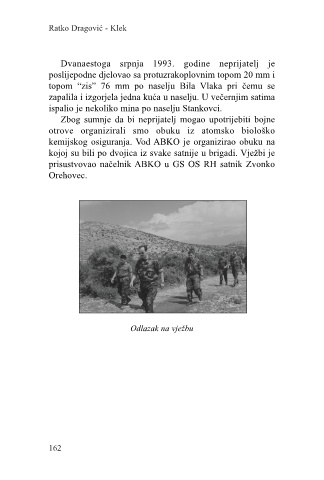 Ratko Dragović - Klek
Dvanaestoga srpnja 1993. godine neprijatelj je
poslijepodne djelovao sa protuzrakoplovnim topom 20 mm i
topom “zis” 76 mm po naselju Bila Vlaka pri čemu se
zapalila i izgorjela jedna kuća u naselju. U večernjim satima
ispalio je nekoliko mina po naselju Stankovci.
Zbog sumnje da bi neprijatelj mogao upotrijebiti bojne
otrove organizirali smo obuku iz atomsko biološko
kemijskog osiguranja. Vod ABKO je organizirao obuku na
kojoj su bili po dvojica iz svake satnije u brigadi. Vježbi je
prisustvovao načelnik ABKO u GS OS RH satnik Zvonko
Orehovec.
Odlazak na vježbu
162